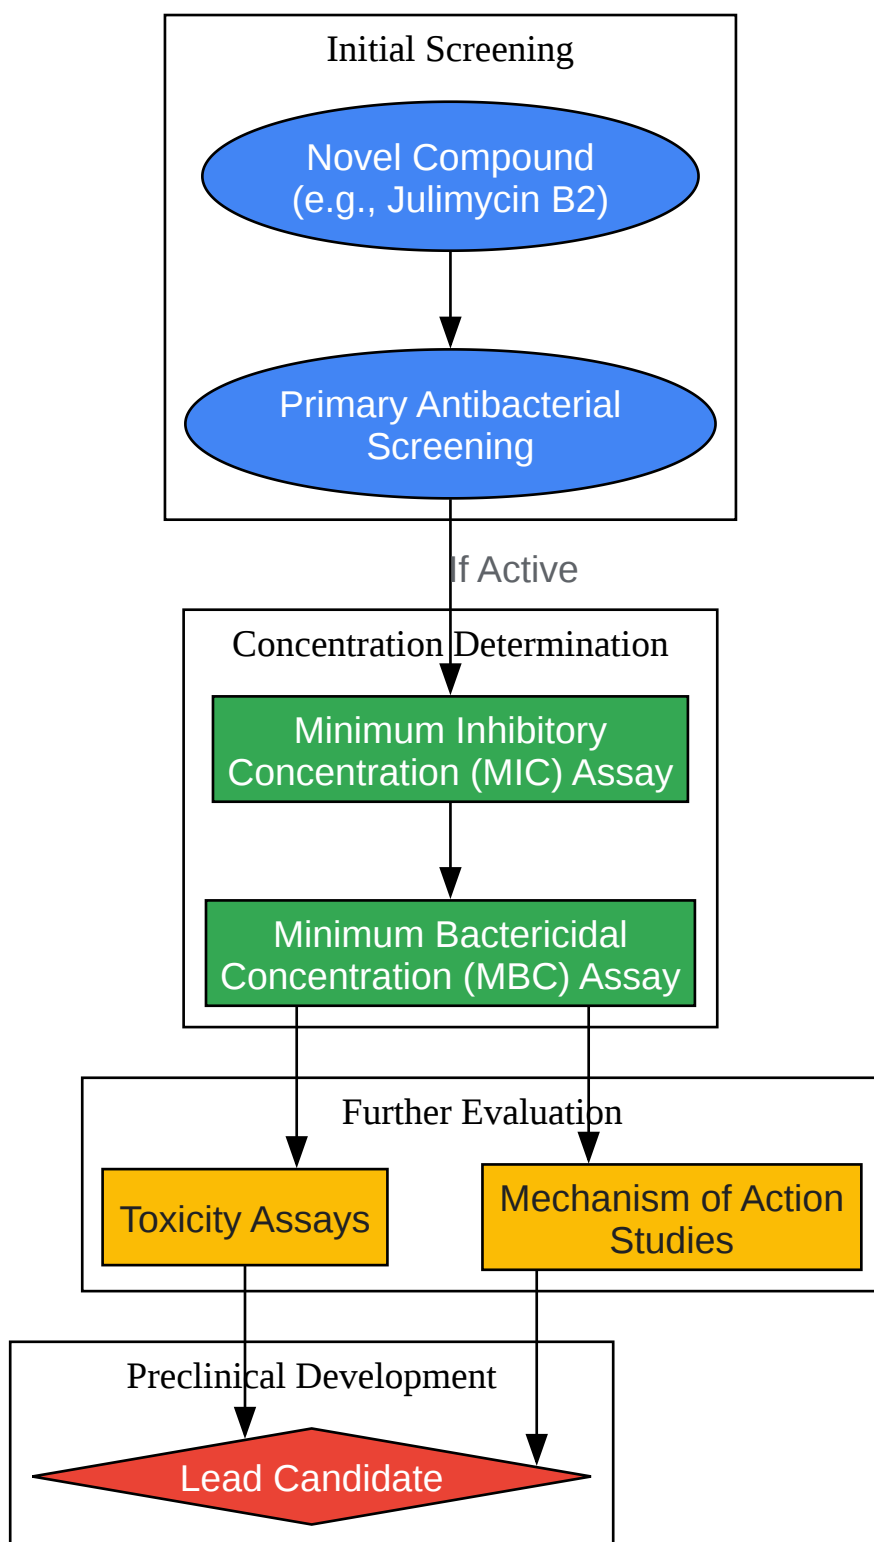 Initial Screening
Novel Compound
(e.g., Julimycin B2)
Primary Antibacterial
Screening
If Active
Concentration Determination
Minimum Inhibitory
Concentration (MIC) Assay
Minimum Bactericidal
Concentration (MBC) Assay
Further Evaluation
Toxicity Assays
Mechanism of Action
Studies
Preclinical Development
Lead Candidate